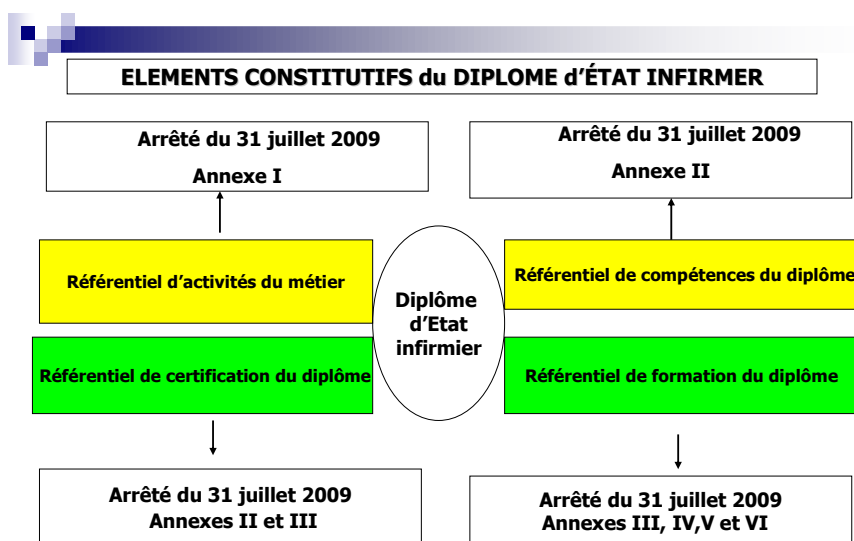 ELEMENTS CONSTITUTIFS du DIPLOME d'ÉTAT INFIRMER
Arrêté du 31 juillet 2009
Annexe I
Arrêté du 31 juillet 2009
Annexe II
Référentiel d'activités du métier
Référentiel de compétences du diplôme
Diplôme
d'Etat
infirmier
Référentiel de certification du diplôme
Référentiel de formation du diplôme
Arrêté du 31 juillet 2009
Annexes II et III
Arrêté du 31 juillet 2009
Annexes III, IV,V et VI